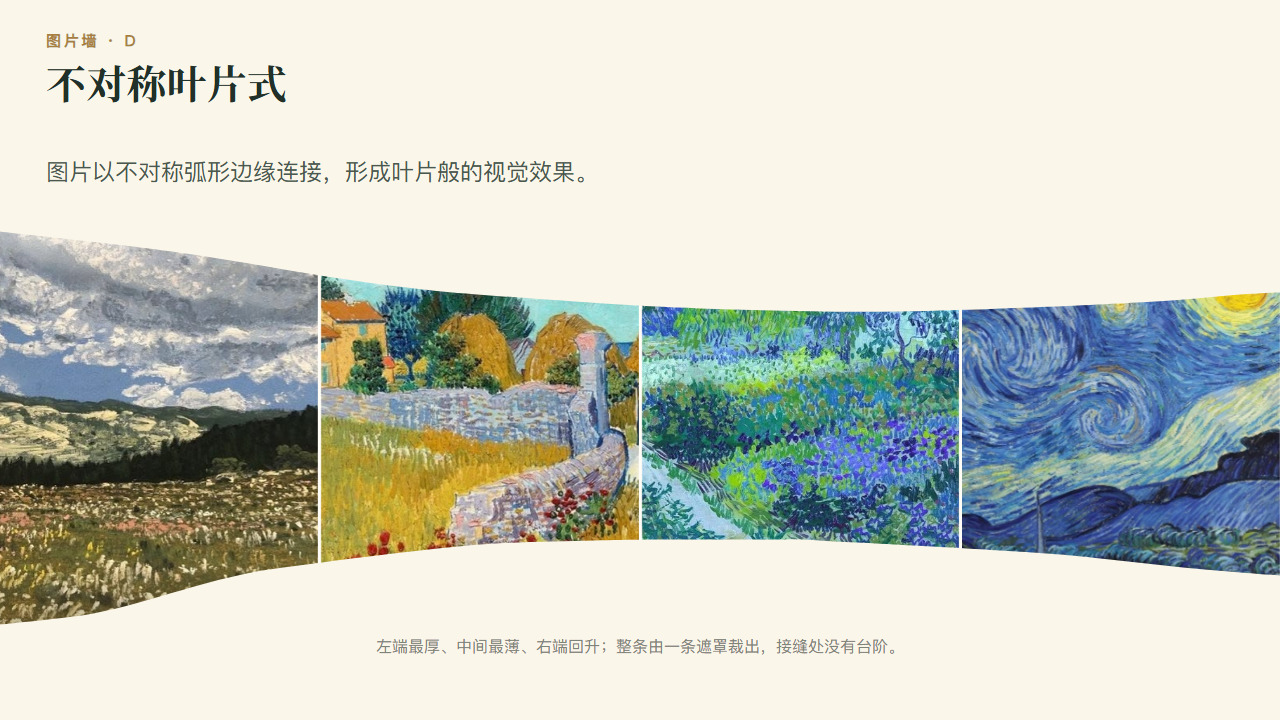 图片墙 · D
不对称叶片式
图片以不对称弧形边缘连接，形成叶片般的视觉效果。
左端最厚、中间最薄、右端回升；整条由一条遮罩裁出，接缝处没有台阶。